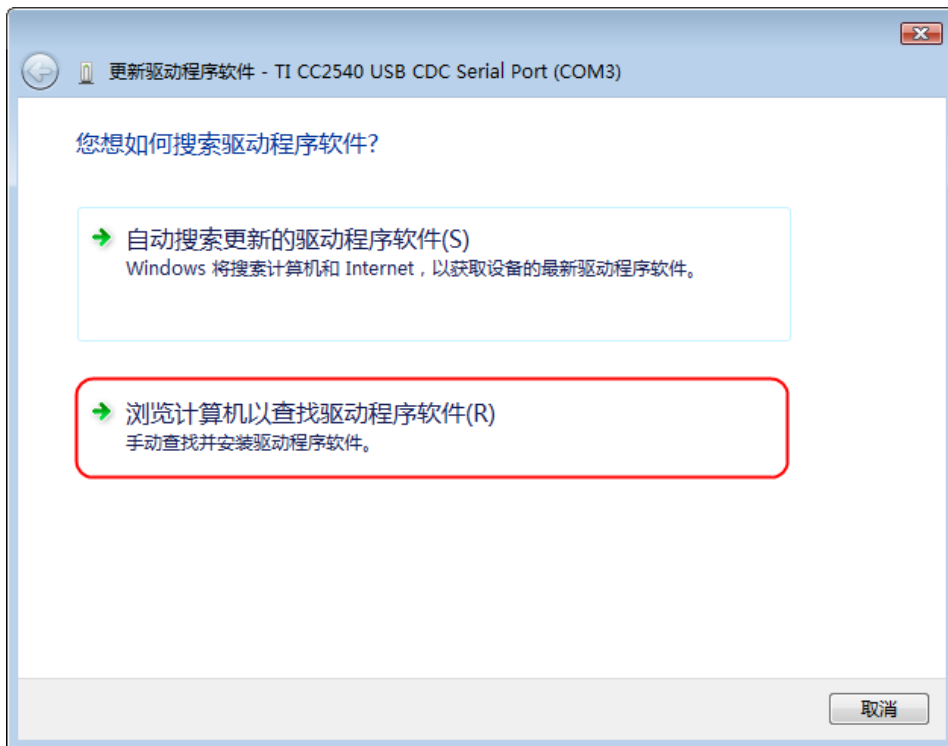 更新驱动程序软件 - TI CC2540 USB CDC Serial Port (COM3)
您想如何搜索驱动程序软件?
自动搜索更新的驱动程序软件(S)
Windows 将搜索计算机和 Internet，以获取设备的最新驱动程序软件。
浏览计算机以查找驱动程序软件(R)
手动查找并安装驱动程序软件。
取消